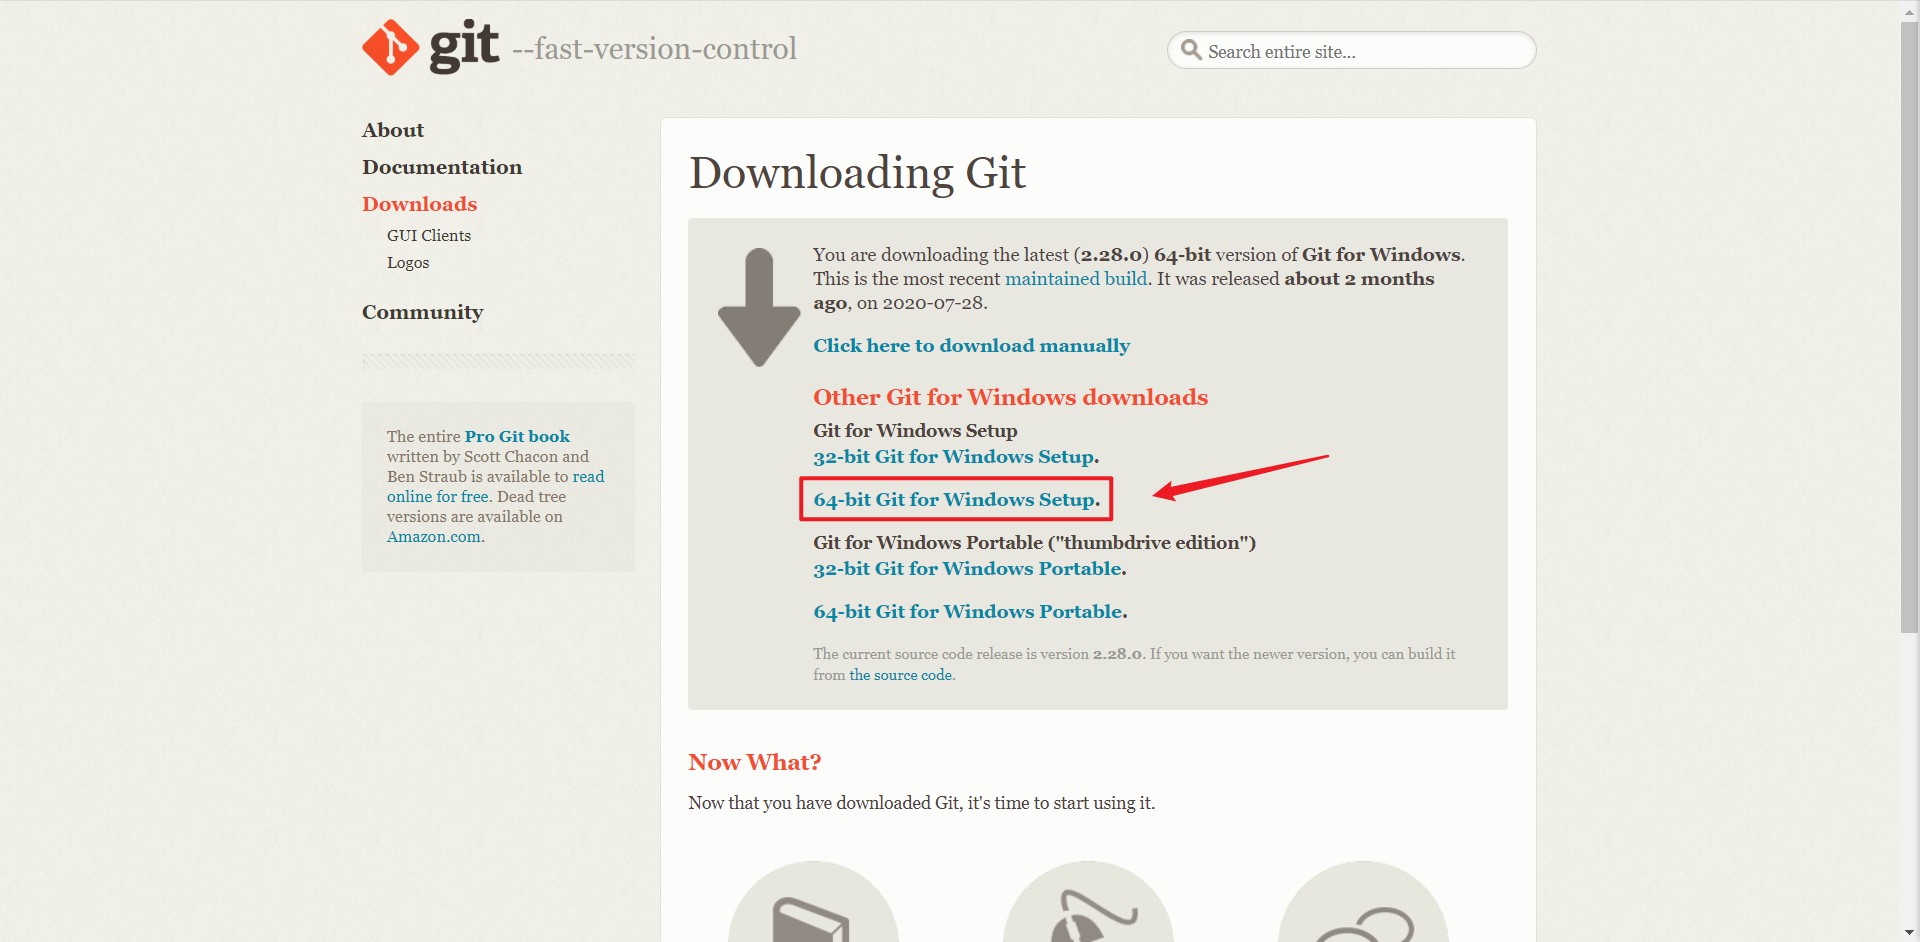 git --fast-version-control
Search entire site...
About
Documentation
Downloads
GUI Clients
Logos
Community
The entire Pro Git book
written by Scott Chacon and
Ben Straub is available to read
online for free. Dead tree
versions are available on
Amazon.com.
Downloading Git
You are downloading the latest (2.28.0) 64-bit version of Git for Windows.
This is the most recent maintained build. It was released about 2 months
ago, on 2020-07-28.
Click here to download manually
Other Git for Windows downloads
Git for Windows Setup
32-bit Git for Windows Setup.
64-bit Git for Windows Setup.
Git for Windows Portable ("thumbdrive edition")
32-bit Git for Windows Portable.
64-bit Git for Windows Portable.
The current source code release is version 2.28.0. If you want the newer version, you can build it
from the source code.
Now What?
Now that you have downloaded Git, it's time to start using it.